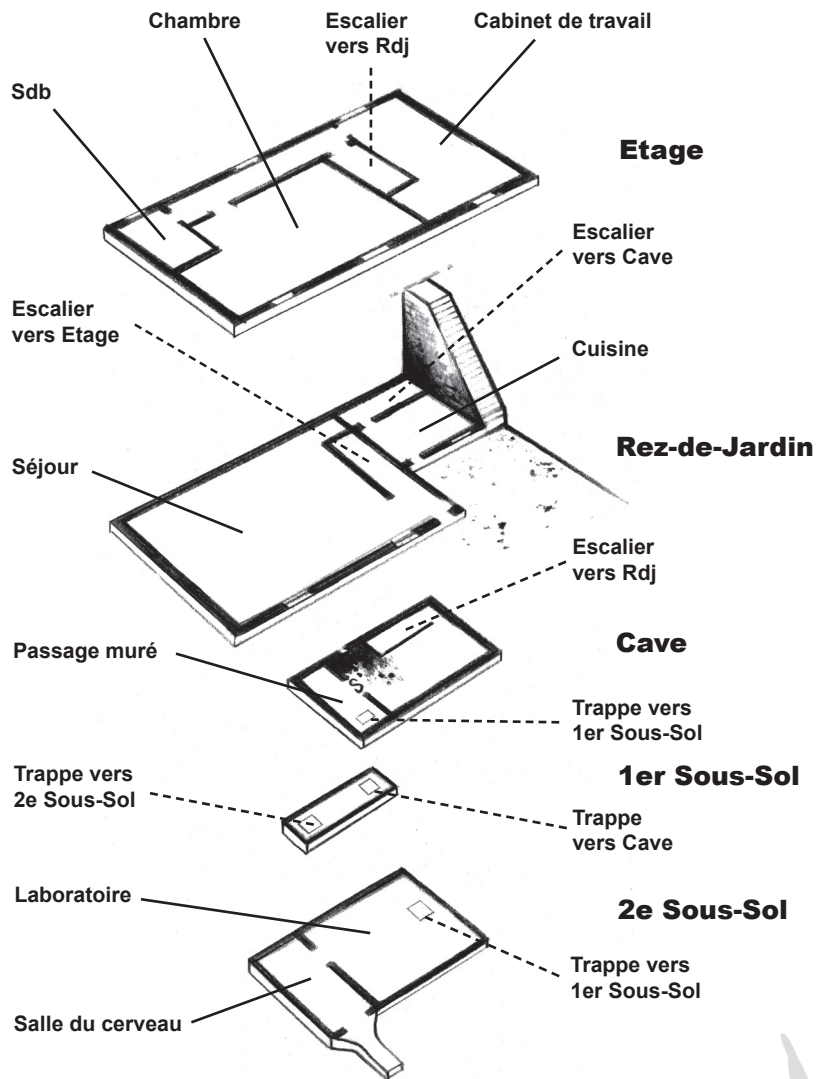 Chambre
Escalier
vers Rdj
Cabinet de travail
Sdb
Etage
Escalier
vers Cave
Escalier
vers Etage
Cuisine
Rez-de-Jardin
Séjour
Escalier
vers Rdj
Cave
Passage muré
S
Trappe vers
1er Sous-Sol
1er Sous-Sol
Trappe vers
2e Sous-Sol
Trappe
vers Cave
Laboratoire
2e Sous-Sol
Trappe vers
1er Sous-Sol
Salle du cerveau